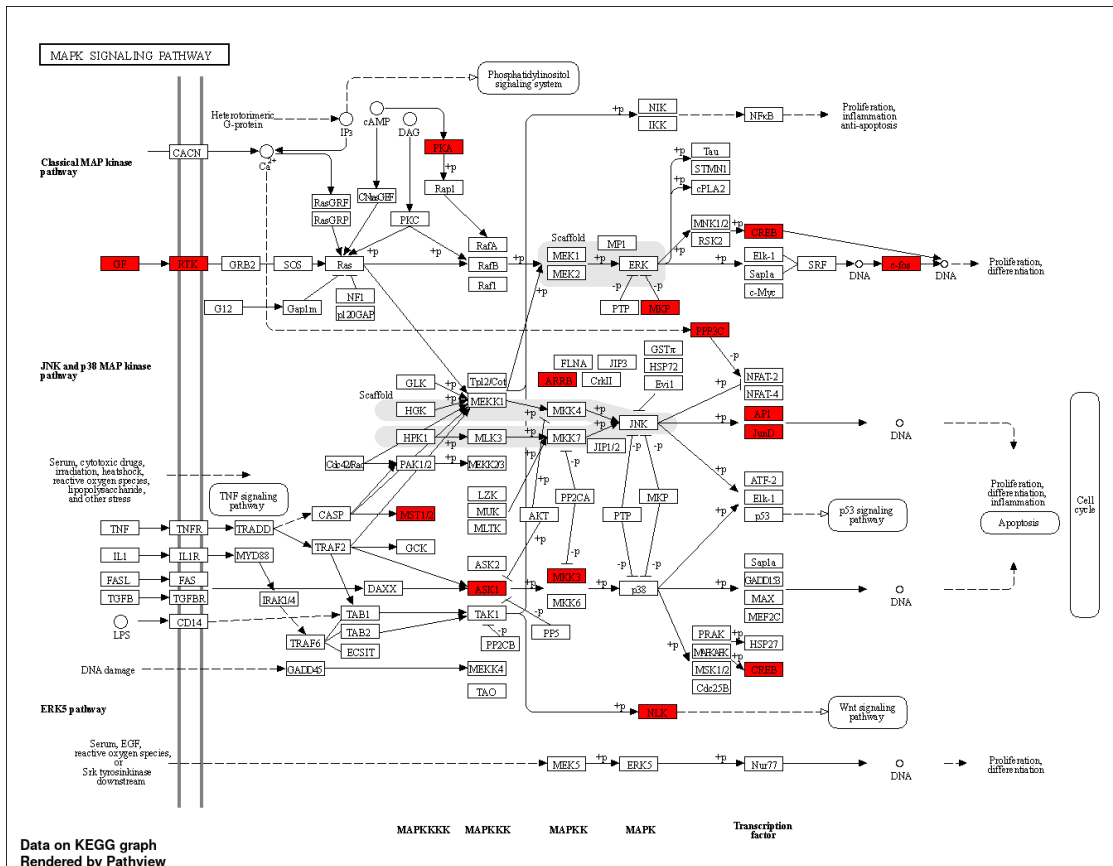 MAPK SIGNALING PATHWAY
Phosphatidylinositol
signaling system
Heterotorimeric
G-protein
IP3
cAMP
DAG
PKA
+p
NIK
IKK
+p
NFκB
Proliferation,
inflammation
anti-apoptosis
CACN
Ca2+
Classical MAP kinase
pathway
RasGRF
RasGRP
CNasGEF
PKC
Rap1
+p
Tau
STMN1
cPLA2
+p
RafA
RafB
Raf1
+p
+p
+p
Scaffold
MEK1
MEK2
+p
MP1
ERK
+p
MNK1/2
RSK2
+p
CREB
+p
Elk-1
Sap1a
c-Myc
SRF
DNA
c-fos
DNA
Proliferation,
differentiation
GF
RTK
GRB2
SOS
Ras
G12
Gap1m
NF1
p120GAP
+p
-p
-p
PTP
MKP
PPP3C
-p
JNK and p38 MAP kinase
pathway
FLNA
JIP3
ARRB
CrkII
GSTπ
HSP72
Evi1
NFAT-2
NFAT-4
Scaffold
GLK
HGK
+p
+p
Tpl2/Cot
MEKK1
+p
MKK4
+p
JNK
+p
AP1
JunD
DNA
HPK1
+p
MLK3
+p
MKK7
+p
JIP1/2
Cdc42/Rac
PAK1/2
+p
MEKK2/3
-p
-p
-p
-p
Serum, cytotoxic drugs,
irradiation, heatshock,
reactive oxygen species,
lipopolysaccharide,
and other stress
TNF signaling
pathway
LZK
MUK
MLTK
AKT
PP2CA
PTP
MKP
+p
ATF-2
Elk-1
p53
p53 signaling
pathway
Proliferation,
differentiation,
inflammation
Apoptosis
Cell
cycle
TNF
TNFR
TRADD
CASP
+p
MST1/2
TRAF2
GCK
+p
+p
-p
-p
-p
IL1
IL1R
MYD88
ASK2
FASL
FAS
DAXX
+p
ASK1
+p
MKK3
MKK6
+p
p38
+p
Sap1a
GADD153
MAX
MEF2C
DNA
TGFB
TGFBR
IRAK1/4
LPS
CD14
TAB1
TAB2
ECSIT
TRAF6
TAK1
-p
PP2CB
PP5
+p
PRAK
MSK1/2
Cdc25B
+p
+p
HSP27
CREB
DNA damage
GADD45
MEKK4
TAO
ERK5 pathway
+p
NLK
Wnt signaling
pathway
Serum, EGF,
reactive oxygen species,
or
Srk tyrosinkinase
downstream
MEK5
+p
ERK5
+p
Nur77
DNA
Proliferation,
differentiation
MAPKKKK
MAPKKK
MAPKK
MAPK
Transcription
factor
Data on KEGG graph
Rendered by Pathview